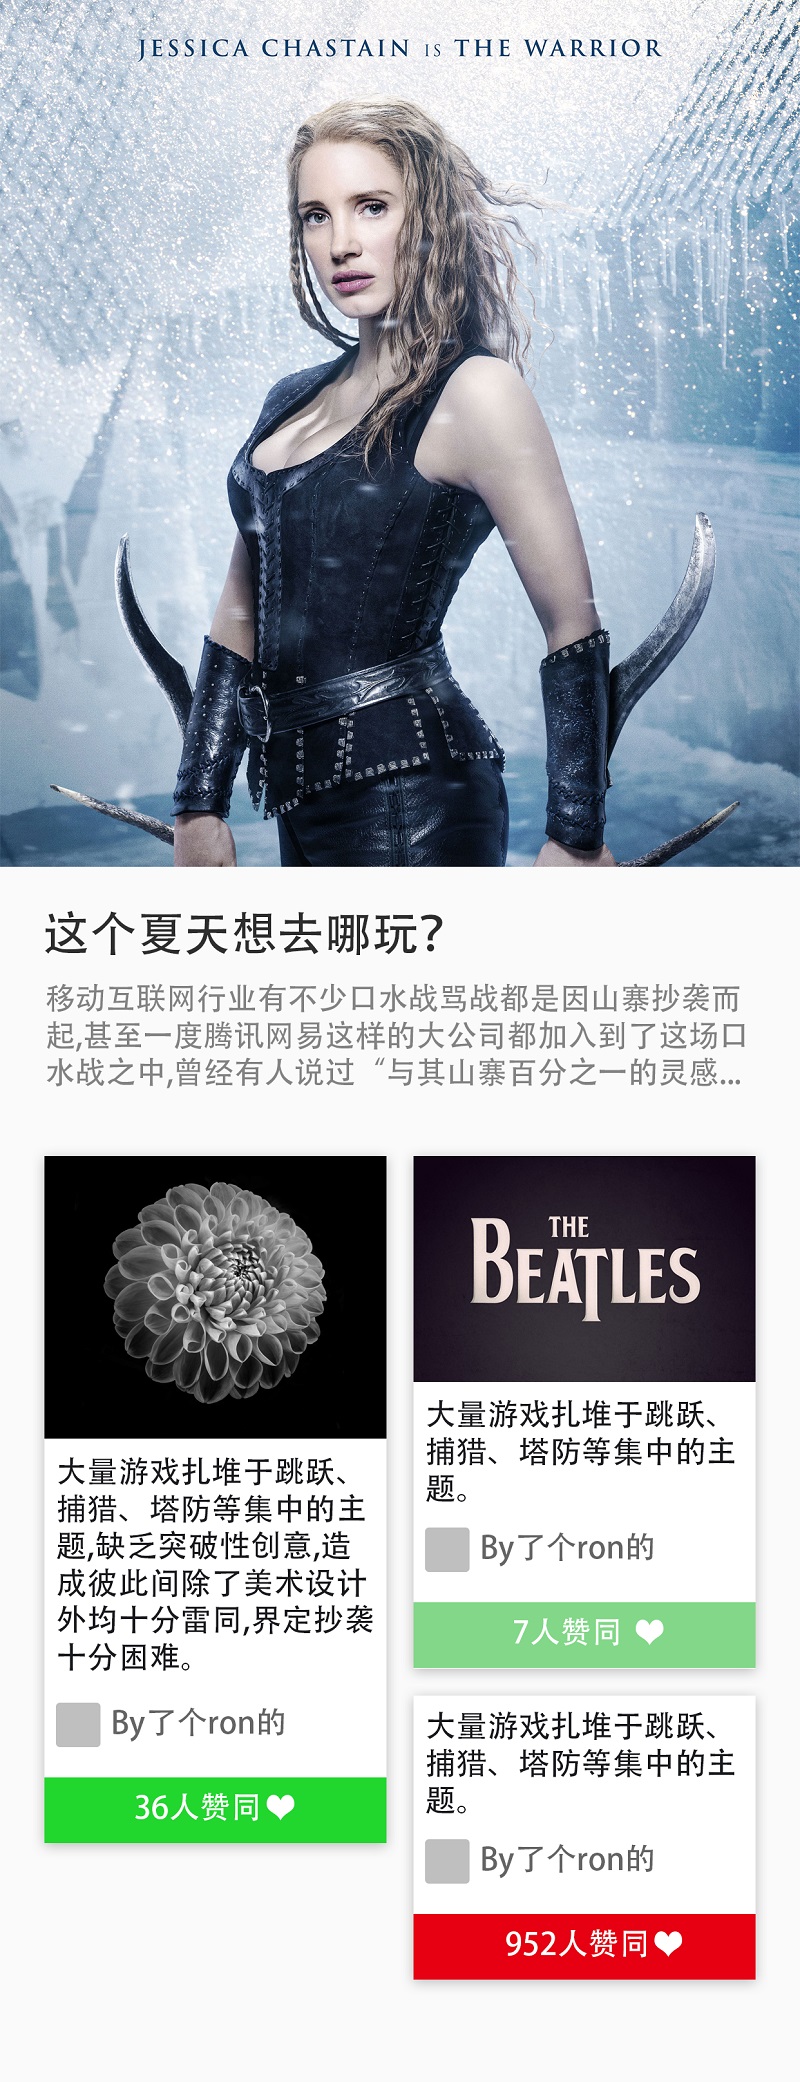 JESSICA CHASTAIN IS THE WARRIOR
这个夏天想去哪玩?
移动互联网行业有不少口水战骂战都是因山寨抄袭而
起,甚至一度腾讯网易这样的大公司都加入到了这场口
水战之中,曾经有人说过“与其山寨百分之一的灵感...
大量游戏扎堆于跳跃、
捕猎、塔防等集中的主
题,缺乏突破性创意,造
成彼此间除了美术设计
外均十分雷同,界定抄袭
十分困难。
By了个ron的
36人赞同
THE
BEATLES
大量游戏扎堆于跳跃、
捕猎、塔防等集中的主
题。
By了个ron的
7人赞同
大量游戏扎堆于跳跃、
捕猎、塔防等集中的主
题。
By了个ron的
952人赞同